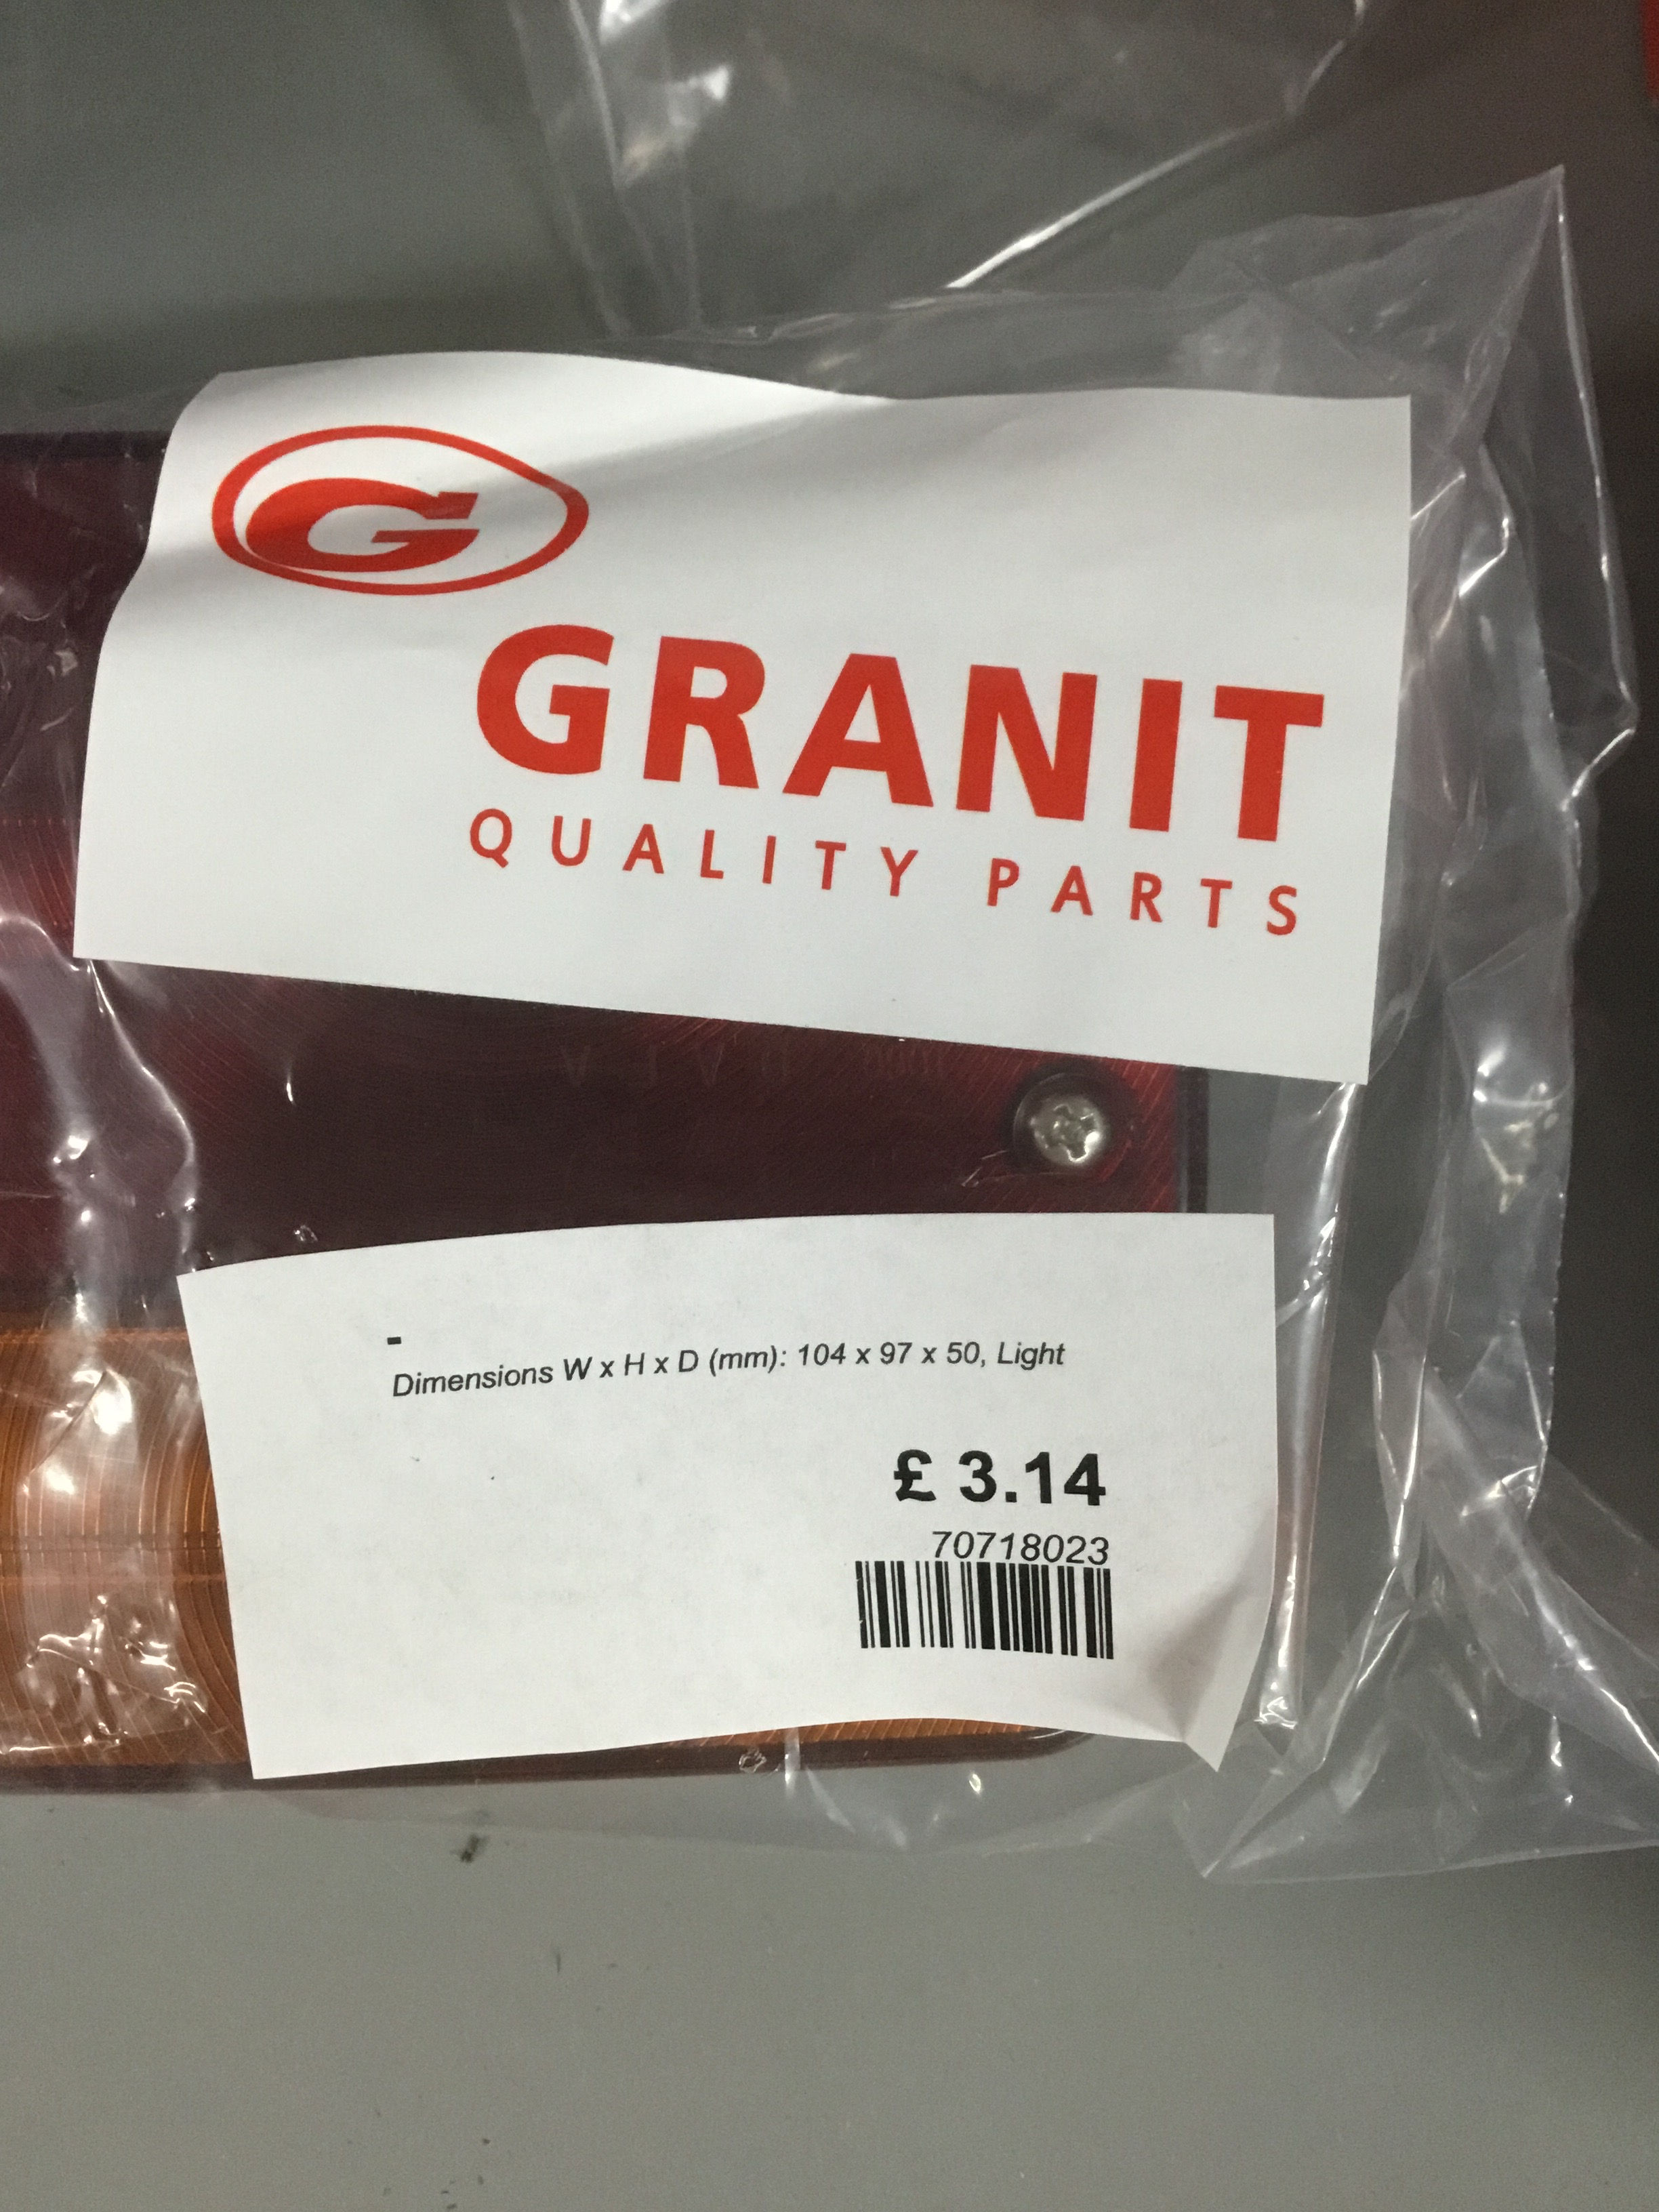 G
GRANIT
QUALITY PARTS
-
Dimensions W x H x D (mm): 104 x 97 x 50, Light
£ 3.14
70718023